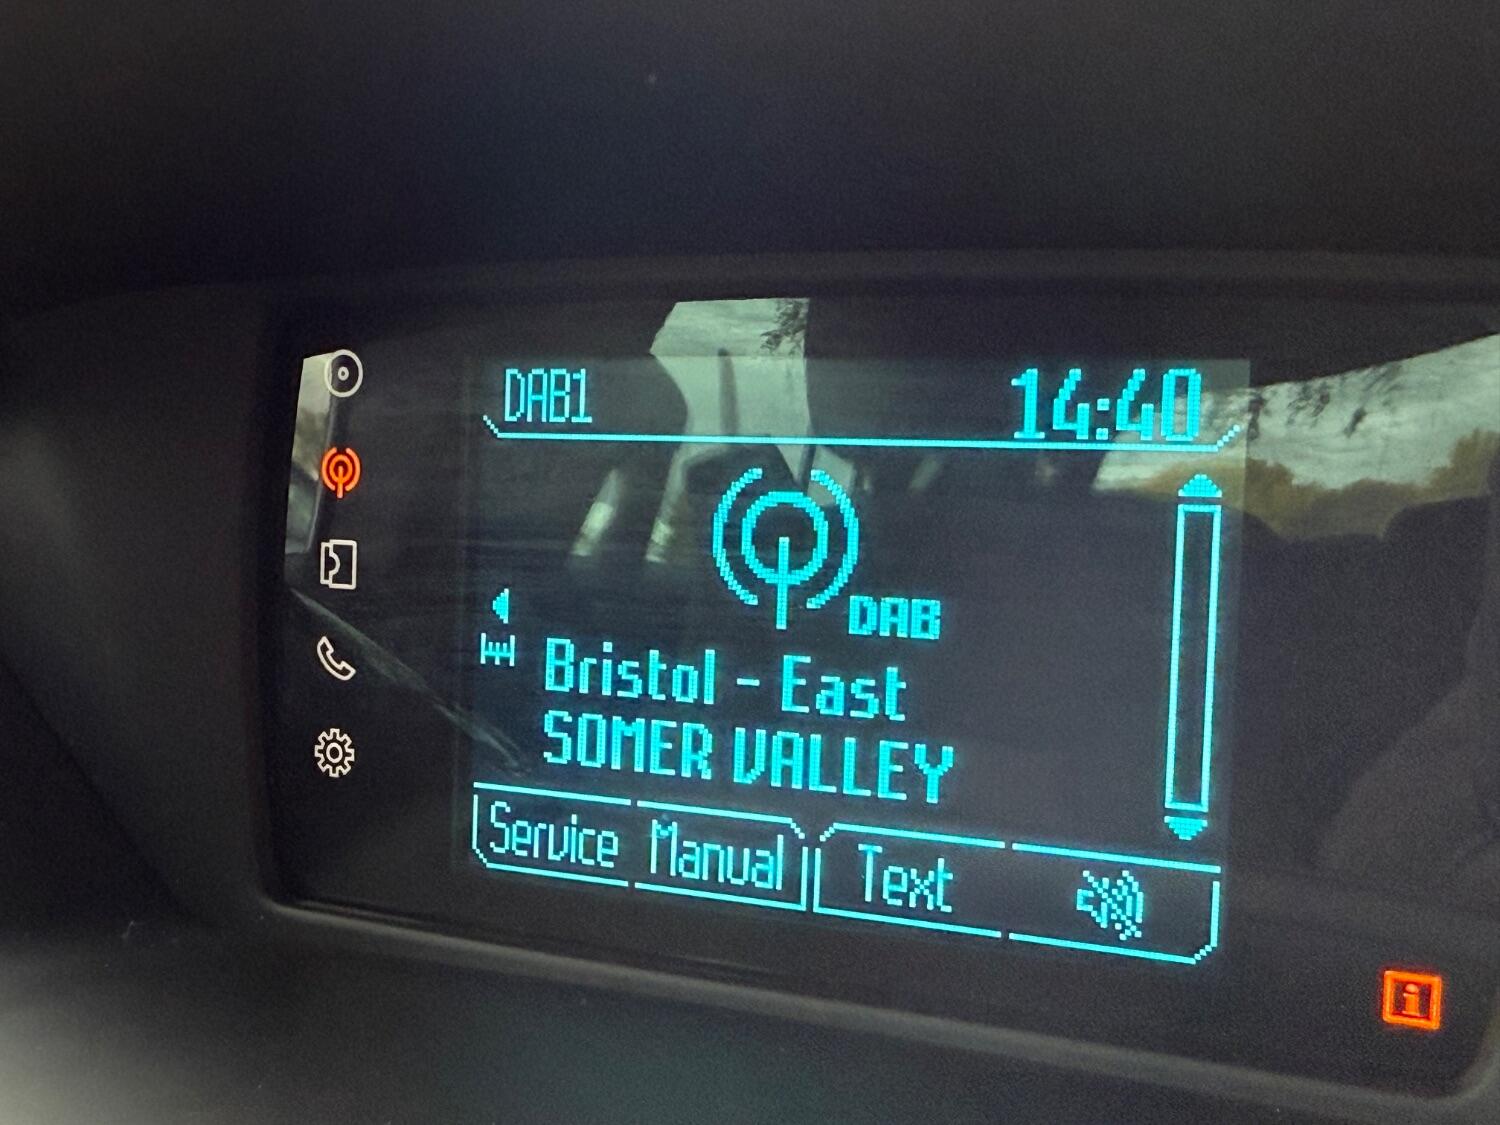 DAB1 14:40
DAB
Bristol - East
SOMER VALLEY
Service Manual Text
i